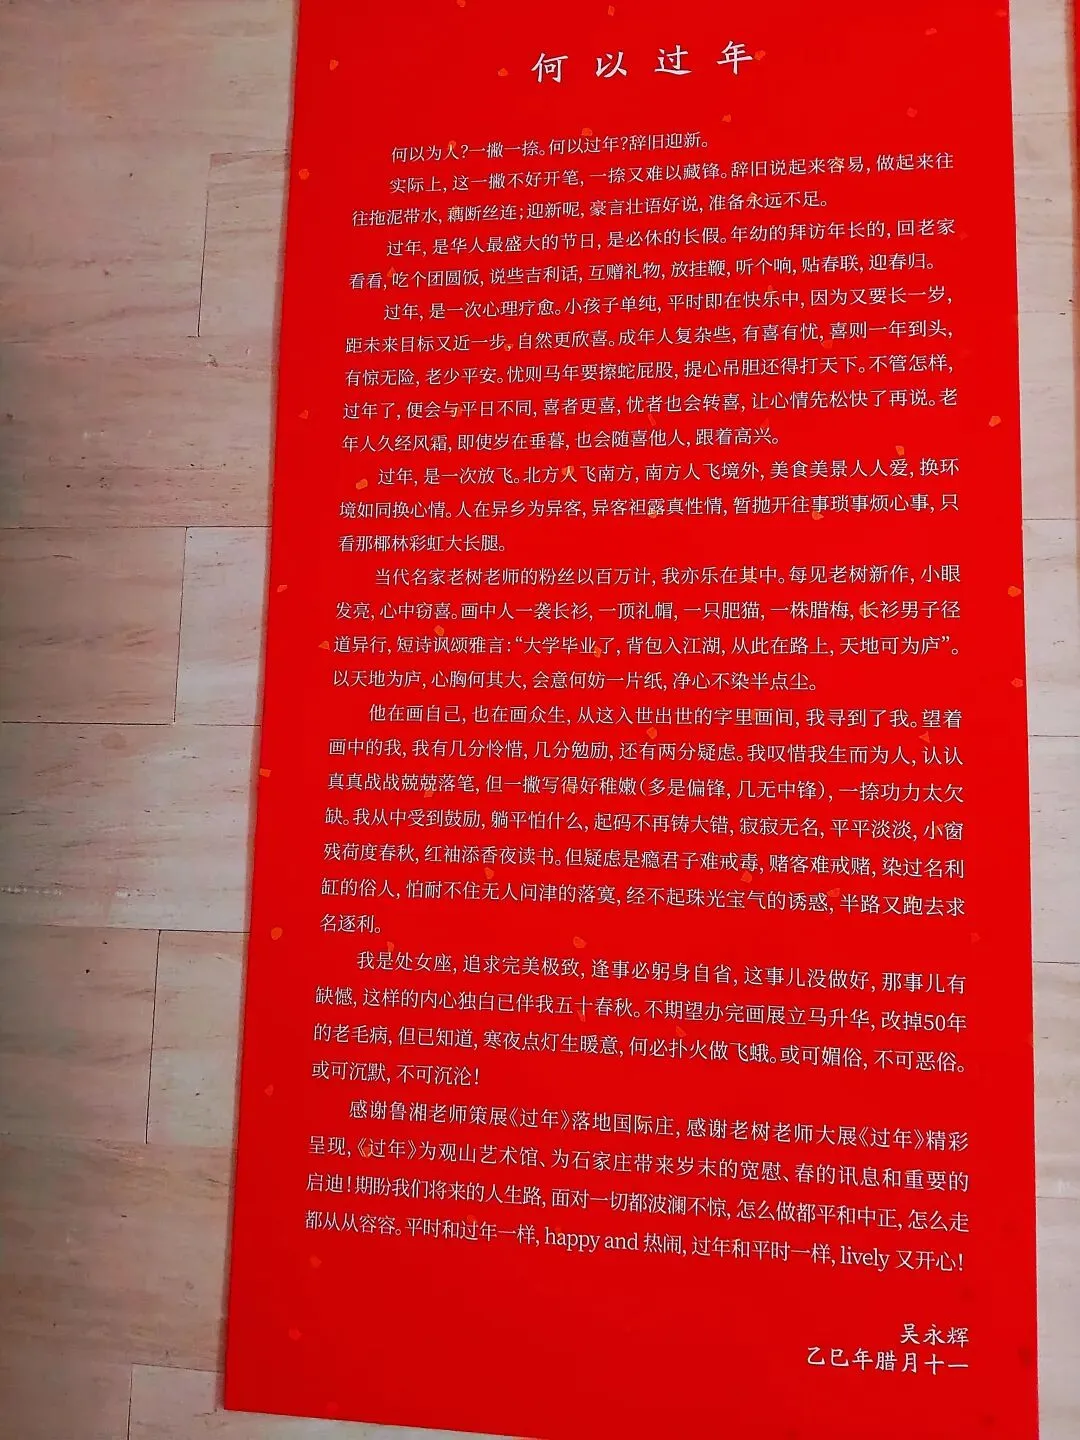 何以过年
何以为人?一撇一捺。何以过年?辞旧迎新。
实际上,这一撇不好开笔,一捺又难以藏锋。辞旧说起来容易,做起来往
往拖泥带水,藕断丝连;迎新呢,豪言壮语好说,准备永远不足。
过年,是华人最盛大的节日,是必休的长假。年幼的拜访年长的,回老家
看看,吃个团圆饭,说些吉利话,互赠礼物,放挂鞭,听个响,贴春联,迎春归。
过年,是一次心理疗愈。小孩子单纯,平时即在快乐中,因为又要长一岁,
距未来目标又近一步,自然更欣喜。成年人复杂些,有喜有忧,喜则一年到头,
有惊无险,老少平安。忧则马年要擦蛇屁股,提心吊胆还得打天下。不管怎样,
过年了,便会与平日不同,喜者更喜,忧者也会转喜,让心情先松快了再说。老
年人久经风霜,即使岁在垂暮,也会随喜他人,跟着高兴。
过年,是一次放飞。北方人飞南方,南方人飞境外,美食美景人人爱,换环
境如同换心情。人在异乡为异客,异客袒露真性情,暂抛开往事琐事烦心事,只
看那椰林彩虹大长腿。
当代名家老树老师的粉丝以百万计,我亦乐在其中。每见老树新作,小眼
发亮,心中窃喜。画中人一袭长衫,一顶礼帽,一只肥猫,一株腊梅,长衫男子径
道异行,短诗讽颂雅言:“大学毕业了,背包入江湖,从此在路上,天地可为庐”。
以天地为庐,心胸何其大,会意何妨一片纸,净心不染半点尘。
他在画自己,也在画众生,从这入世出世的字里画间,我寻到了我。望着
画中的我,我有几分怜惜,几分勉励,还有两分疑虑。我叹惜我生而为人,认认
真真战战兢兢落笔,但一撇写得好稚嫩(多是偏锋,几无中锋),一捺功力太欠
缺。我从中受到鼓励,躺平怕什么,起码不再铸大错,寂寂无名,平平淡淡,小窗
残荷度春秋,红袖添香夜读书。但疑虑是瘾君子难戒毒,赌客难戒赌,染过名利
缸的俗人,怕耐不住无人问津的落寞,经不起珠光宝气的诱惑,半路又跑去求
名逐利。
我是处女座,追求完美极致,逢事必躬身自省,这事儿没做好,那事儿有
缺憾,这样的内心独白已伴我五十春秋。不期望办完画展立马升华,改掉50年
的老毛病,但已知道,寒夜点灯生暖意,何必扑火做飞蛾。或可媚俗,不可恶俗。
或可沉默,不可沉沦!
感谢鲁湘老师策展《过年》落地国际庄,感谢老树老师大展《过年》精彩
呈现,《过年》为观山艺术馆、为石家庄带来岁末的宽慰、春的讯息和重要的
启迪!期盼我们将来的人生路,面对一切都波澜不惊,怎么做都平和中正,怎么走
都从从容容。平时和过年一样,happy and 热闹,过年和平时一样,lively 又开心!
吴永辉
乙巳年腊月十一